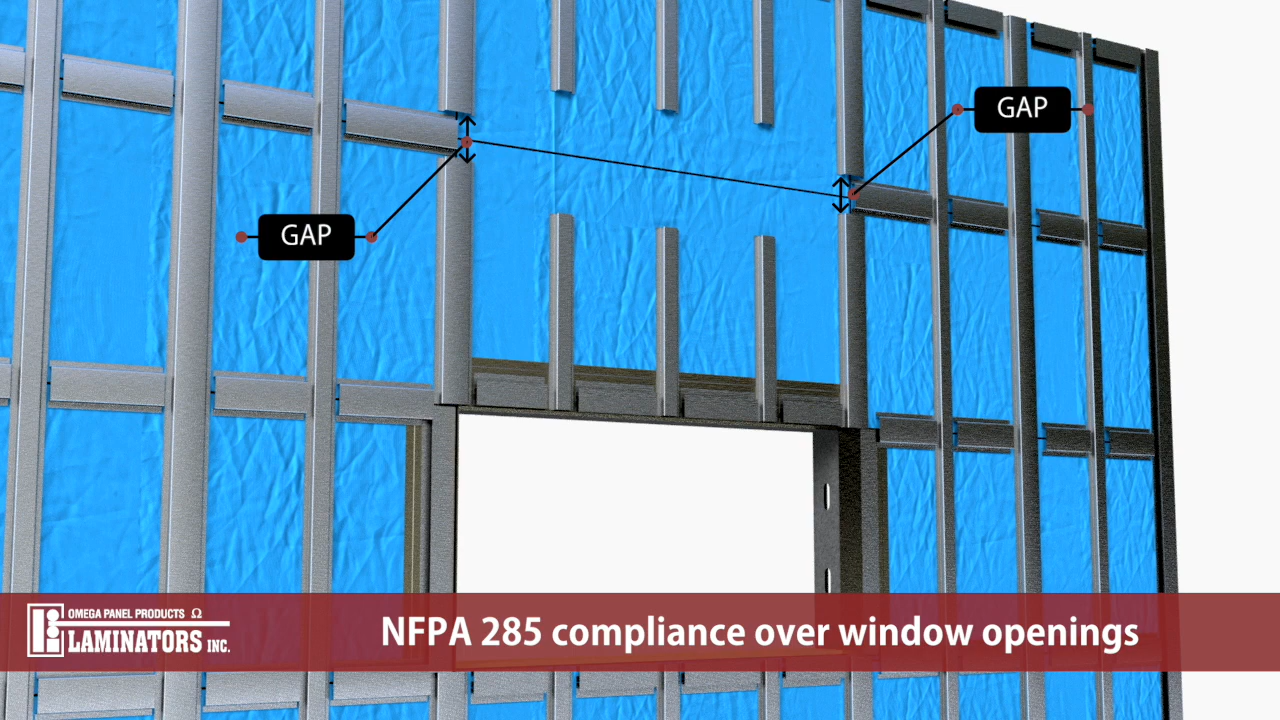 GAP
GAP
OMEGA PANEL PRODUCTS Ω
LAMINATORS INC.
NFPA 285 compliance over window openings